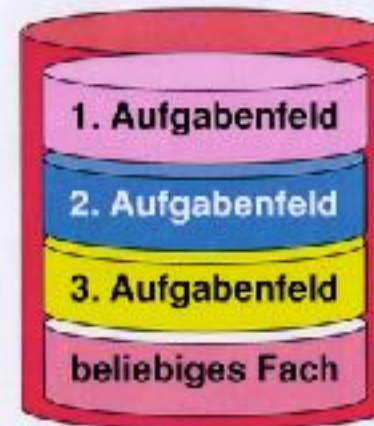 1. Aufgabenfeld
2. Aufgabenfeld
3. Aufgabenfeld
beliebiges Fach